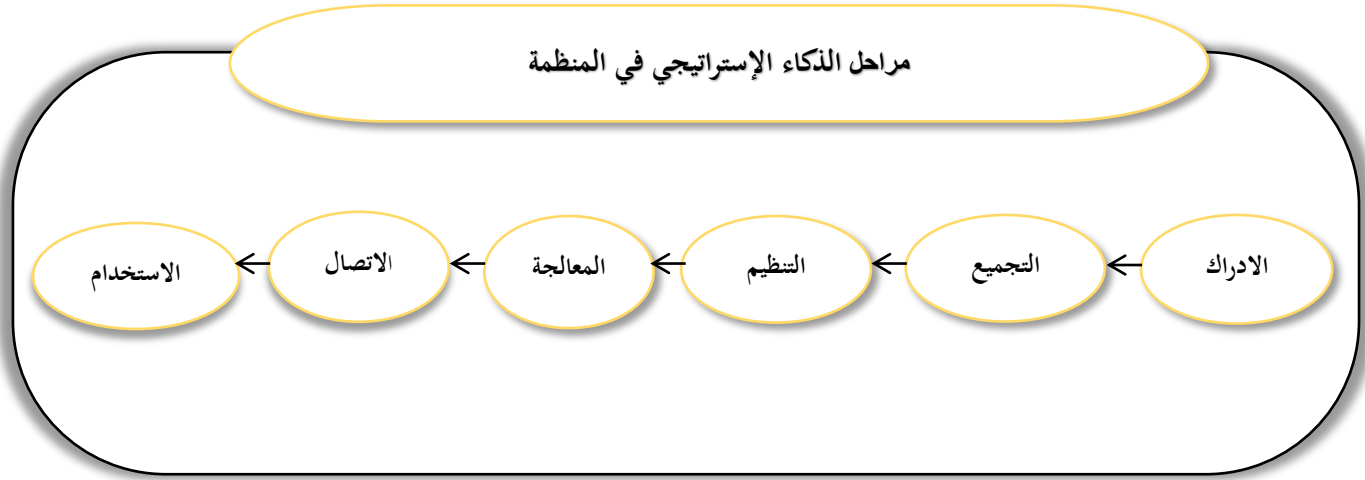 مراحل الذكاء الإستراتيجي في المنظمة
الادراك
التجميع
التنظيم
المعالجة
الاتصال
الاستخدام